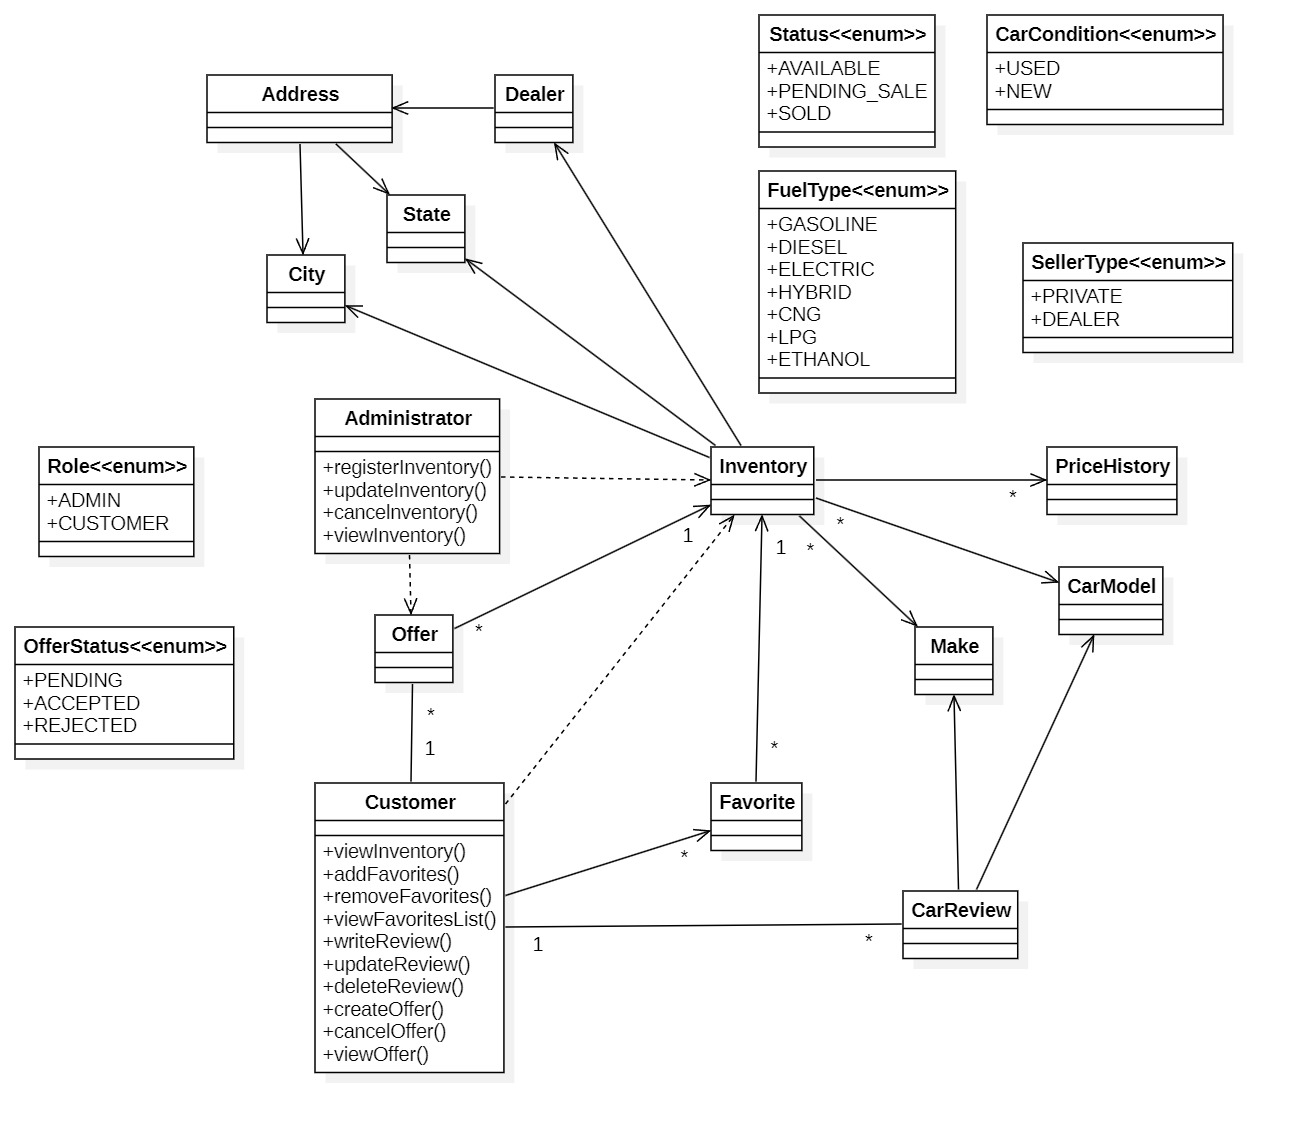 Status<<enum>>
+AVAILABLE
+PENDING_SALE
+SOLD
CarCondition<<enum>>
+USED
+NEW
Address
Dealer
State
City
FuelType<<enum>>
+GASOLINE
+DIESEL
+ELECTRIC
+HYBRID
+CNG
+LPG
+ETHANOL
SellerType<<enum>>
+PRIVATE
+DEALER
Administrator
+registerInventory()
+updateInventory()
+cancelnventory()
+viewInventory()
Role<<enum>>
+ADMIN
+CUSTOMER
Inventory
PriceHistory
*
*
1
1
*
CarModel
Offer
*
Make
OfferStatus<<enum>>
+PENDING
+ACCEPTED
+REJECTED
*
1
*
Customer
+viewInventory()
+addFavorites()
+removeFavorites()
+viewFavoritesList()
+writeReview()
+updateReview()
+deleteReview()
+createOffer()
+cancelOffer()
+viewOffer()
Favorite
*
CarReview
1
*